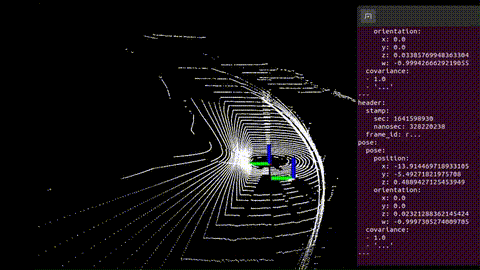 orientation:
x: 0.0
y: 0.0
z: 0.03385769948363304
w: -0.9994266629219055
covariance:
- 1.0
- '...'
---
header:
stamp:
sec: 1641598930
nanosec: 328220238
frame_id: r...
pose:
pose:
position:
x: -13.914469718933105
y: -5.49271821975708
z: 0.4889427125453949
orientation:
x: 0.0
y: 0.0
z: 0.02321288362145424
w: -0.9997305274009705
covariance:
- 1.0
- '...'
---